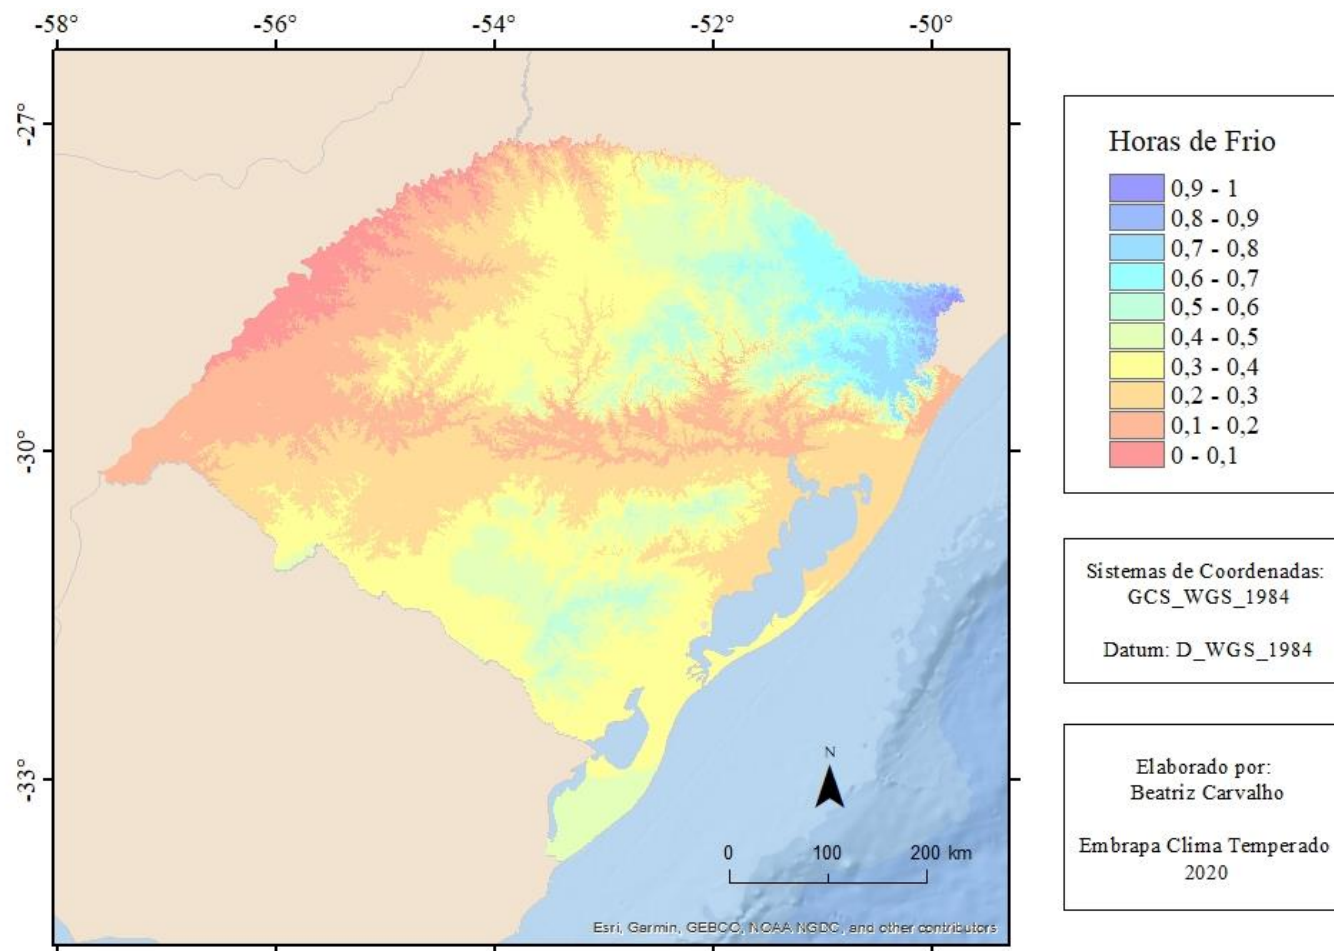 -58° -56° -54° -52° -50°
-27°
-30°
-33°
Horas de Frio
0,9 - 1
0,8 - 0,9
0,7 - 0,8
0,6 - 0,7
0,5 - 0,6
0,4 - 0,5
0,3 - 0,4
0,2 - 0,3
0,1 - 0,2
0 - 0,1
Sistemas de Coordenadas:
GCS_WGS_1984
Datum: D_WGS_1984
Elaborado por:
Beatriz Carvalho
Embrapa Clima Temperado
2020
N
0 100 200 km
Esri, Garmin, GEBCO, NOAA NGDC, and other contributors